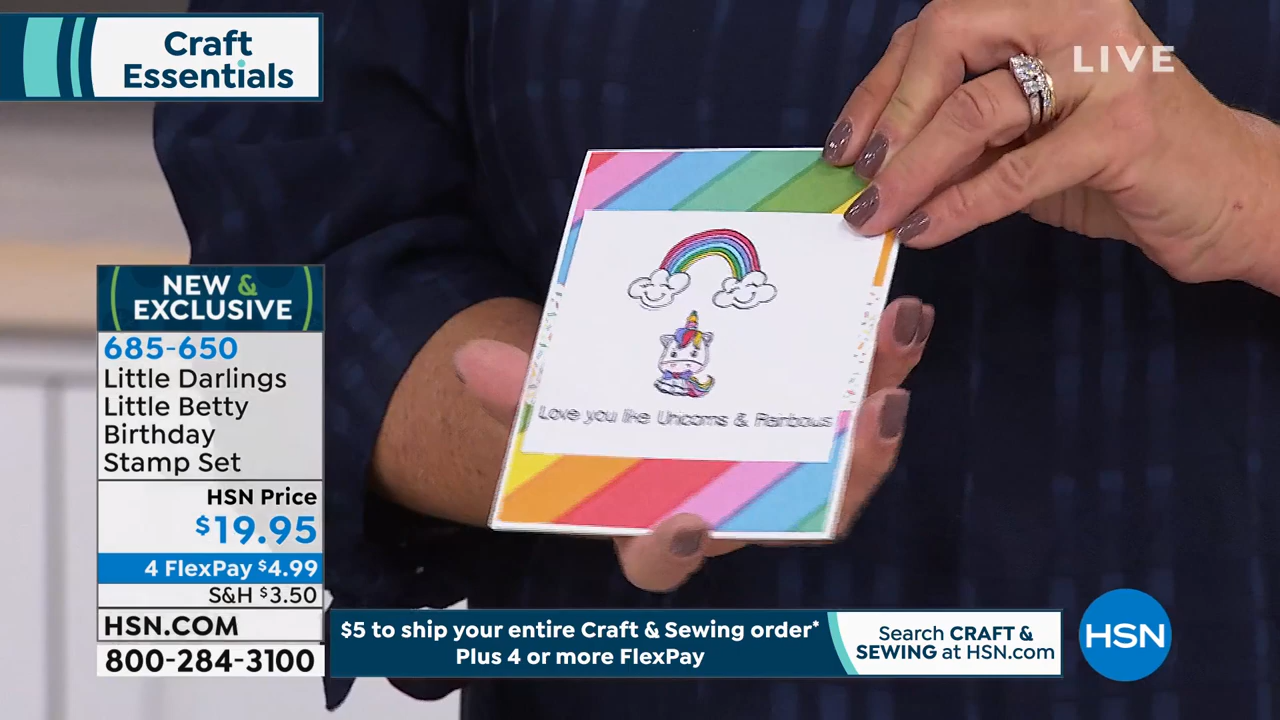 Craft
Essentials
LIVE
NEW &
EXCLUSIVE
685-650
Little Darlings
Little Betty
Birthday
Stamp Set
HSN Price
$19.95
4 FlexPay $4.99
S&H $3.50
HSN.COM
800-284-3100
Love you like Unicorns & Rainbows
$5 to ship your entire Craft & Sewing order*
Plus 4 or more FlexPay
Search CRAFT &
SEWING at HSN.com
HSN